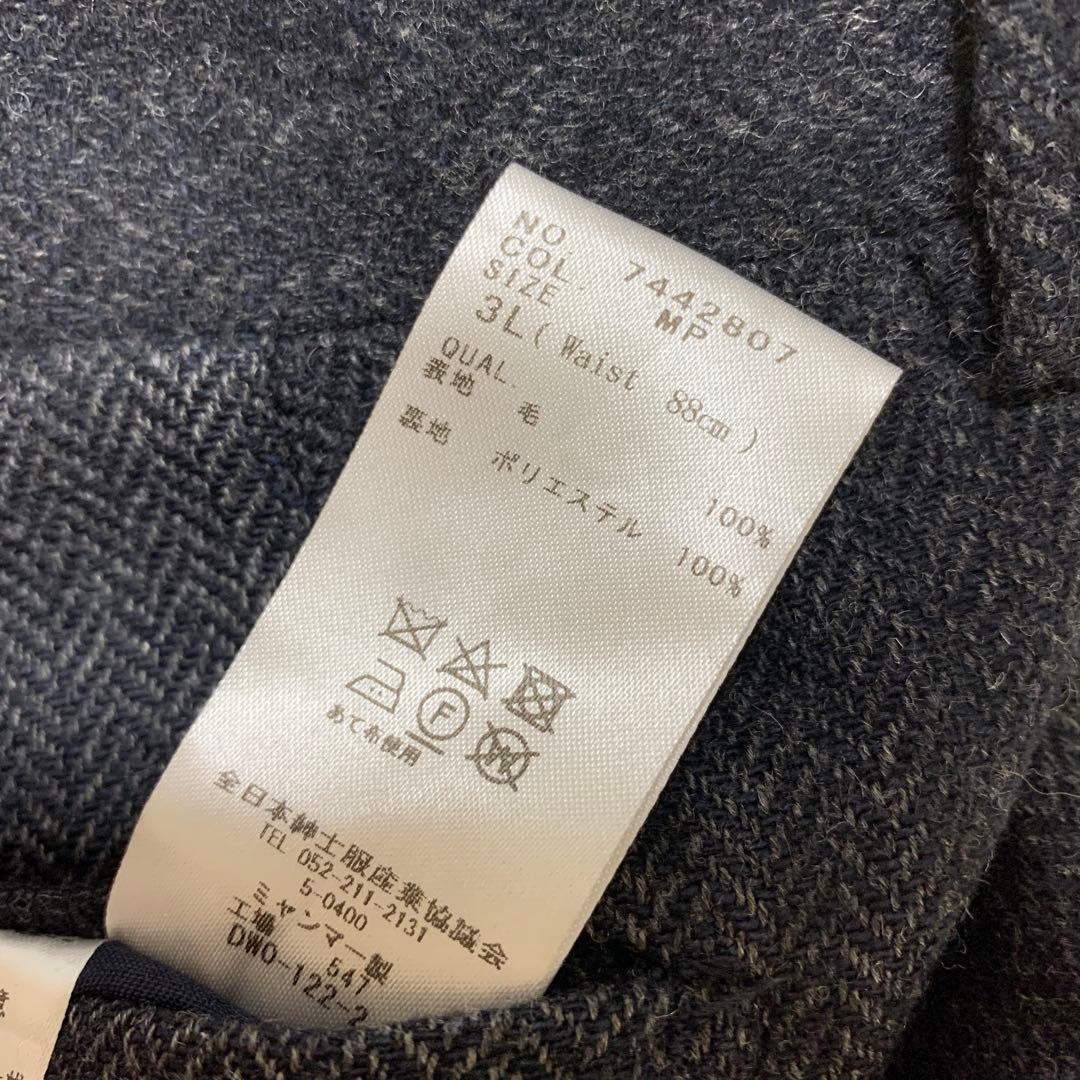 NO. 7442807
COL. MP
SIZE
3L( Waist 88cm )
QUAL.
表地 毛 100%
裏地 ポリエステル 100%
F
W
あて布使用
全日本紳士服産業協議会
TEL 052-211-2131
5-0400
ミャンマー製
工場 547
DWO-122-2